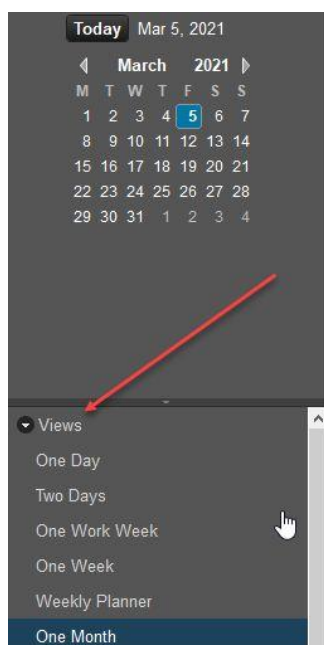 Today Mar 5, 2021
March 2021
M T W T F S S
1 2 3 4 5 6 7
8 9 10 11 12 13 14
15 16 17 18 19 20 21
22 23 24 25 26 27 28
29 30 31 1 2 3 4
Views
One Day
Two Days
One Work Week
One Week
Weekly Planner
One Month